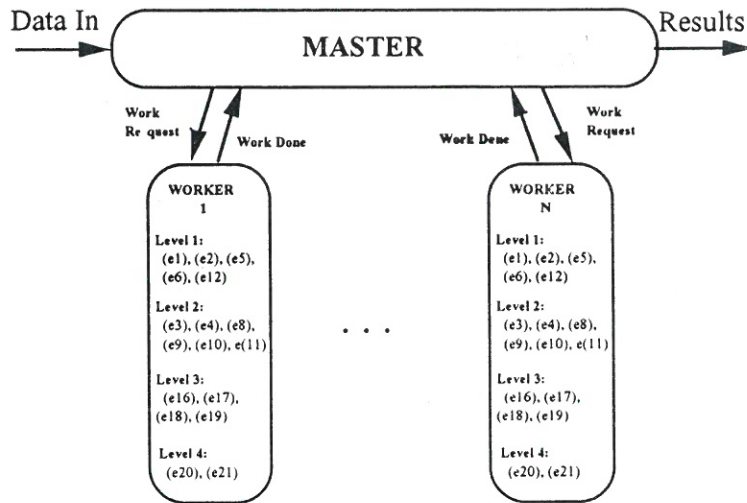 Data In
MASTER
Results
Work
Re quest
Work Done
Work Done
Work
Request
WORKER
1
Level 1:
(e1), (e2), (e5),
(e6), (e12)
Level 2:
(e3), (e4), (e8),
(e9), (e10), e(11)
Level 3:
(e16), (e17),
(e18), (e19)
Level 4:
(e20), (e21)
. . .
WORKER
N
Level 1:
(e1), (e2), (e5),
(e6), (e12)
Level 2:
(e3), (e4), (e8),
(e9), (e10), e(11)
Level 3:
(e16), (e17),
(e18), (e19)
Level 4:
(e20), (e21)